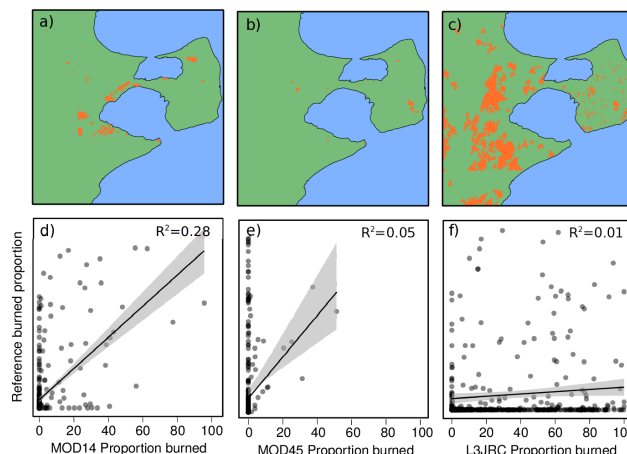 a)
b)
c)
d)
R²=0.28
e)
R²=0.05
f)
R²=0.01
Reference burned proportion
0 20 40 60 80 100
0 20 40 60 80 100
0 20 40 60 80 100
MOD14 Proportion burned
MOD45 Proportion burned
L3JRC Proportion burned